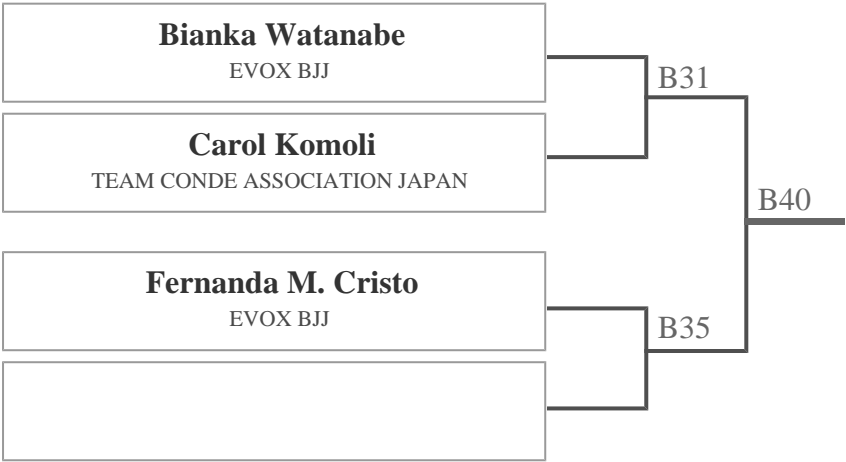 Bianka Watanabe
EVOX BJJ
B31
Carol Komoli
TEAM CONDE ASSOCIATION JAPAN
B40
Fernanda M. Cristo
EVOX BJJ
B35